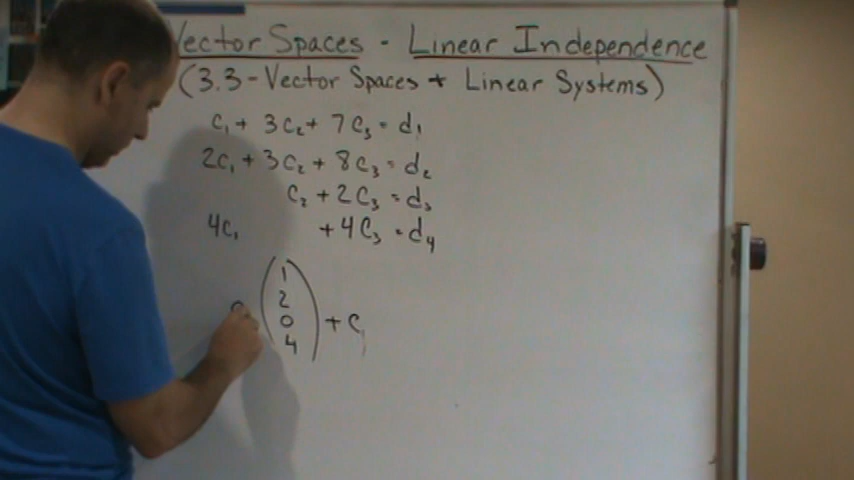 Vector Spaces - Linear Independence
(3.3-Vector Spaces + Linear Systems)
c₁ + 3c₂ + 7c₃ = d₁
2c₁ + 3c₂ + 8c₃ = d₂
c₂ + 2c₃ = d₃
4c₁ + 4c₃ = d₄
1
2
0
4
+ c